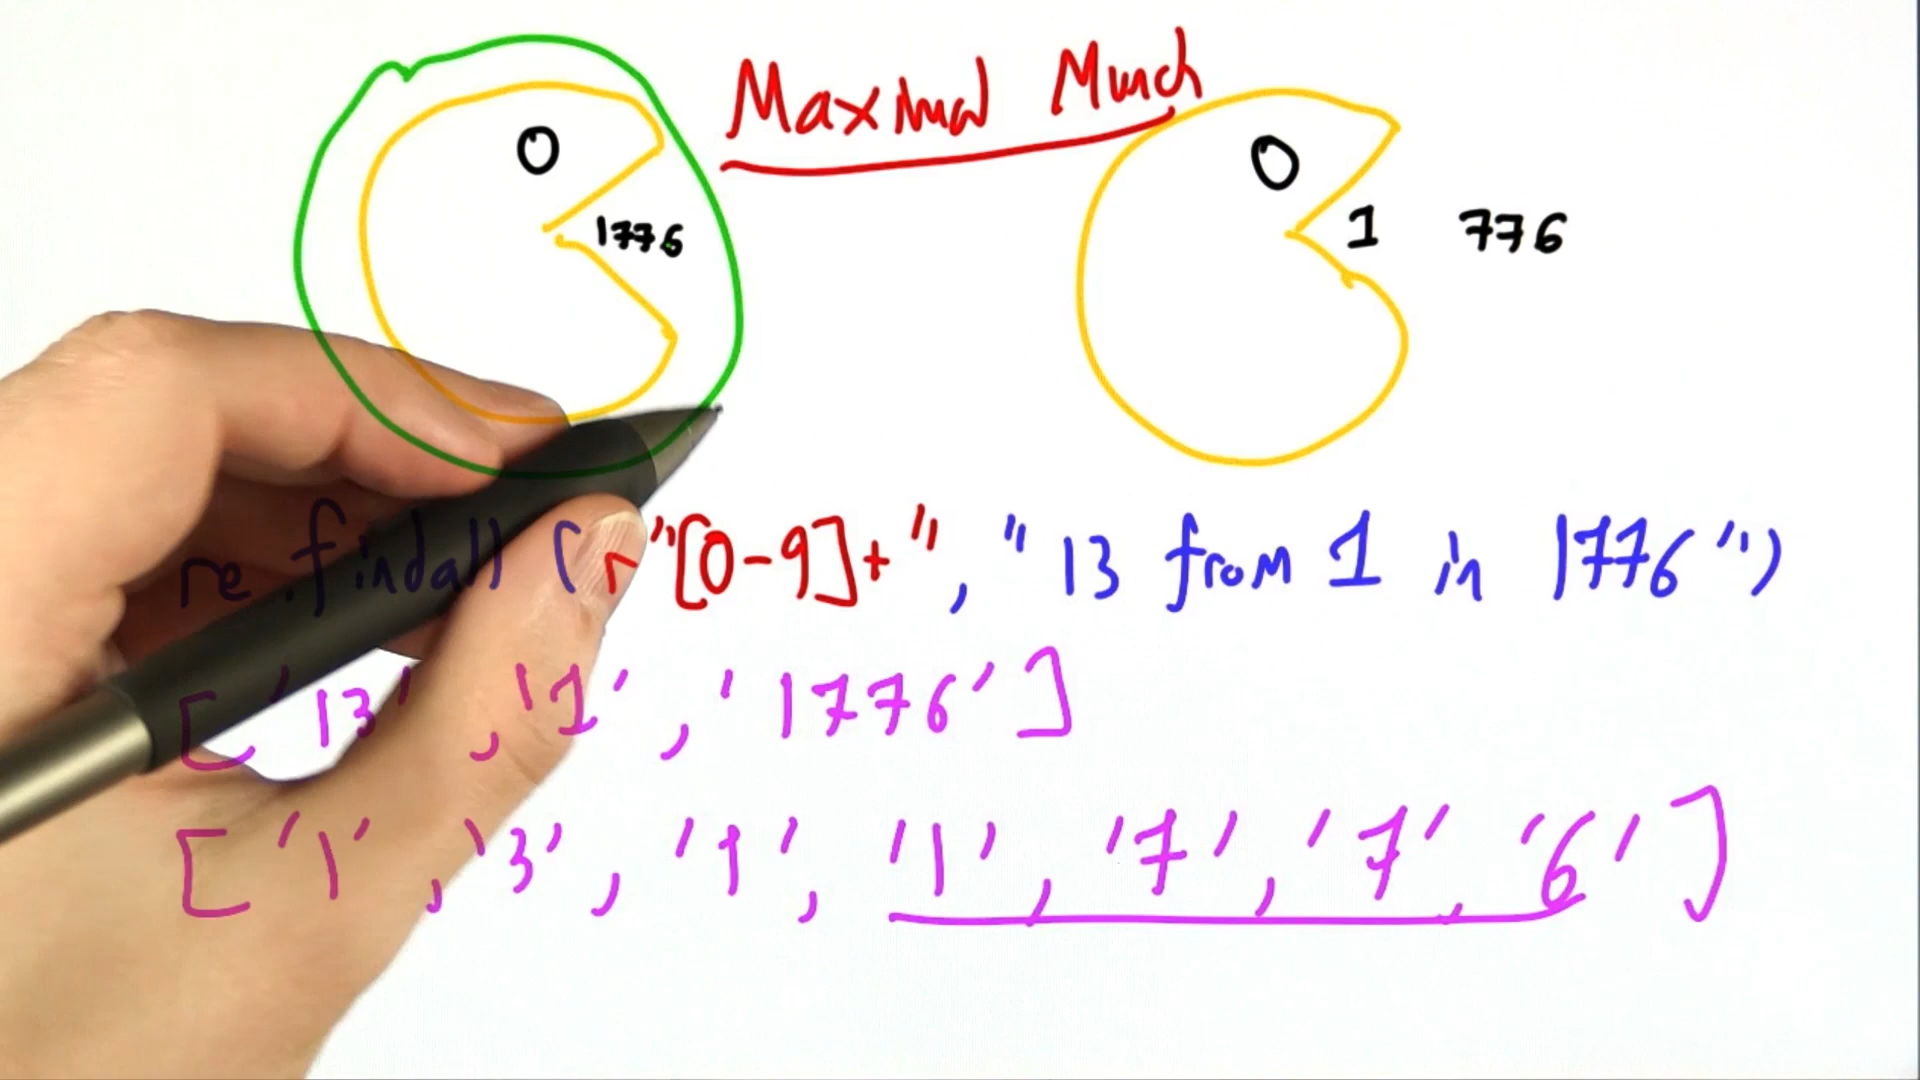 Maximal Munch
0 0
1776 1 776
re.findall(r"[0-9]+", "13 from 1 in 1776")
['13', '1', '1776']
['1', '3', '1', '1', '7', '7', '6']